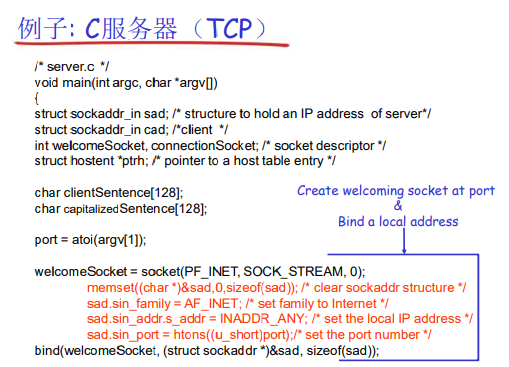 例子: C服务器（TCP）
/* server.c */
void main(int argc, char *argv[])
{
struct sockaddr_in sad; /* structure to hold an IP address of server*/
struct sockaddr_in cad; /*client */
int welcomeSocket, connectionSocket; /* socket descriptor */
struct hostent *ptrh; /* pointer to a host table entry */
char clientSentence[128];
char capitalizedSentence[128];
port = atoi(argv[1]);
Create welcoming socket at port
&
Bind a local address
welcomeSocket = socket(PF_INET, SOCK_STREAM, 0);
memset((char *)&sad,0,sizeof(sad)); /* clear sockaddr structure */
sad.sin_family = AF_INET; /* set family to Internet */
sad.sin_addr.s_addr = INADDR_ANY; /* set the local IP address */
sad.sin_port = htons((u_short)port);/* set the port number */
bind(welcomeSocket, (struct sockaddr *)&sad, sizeof(sad));